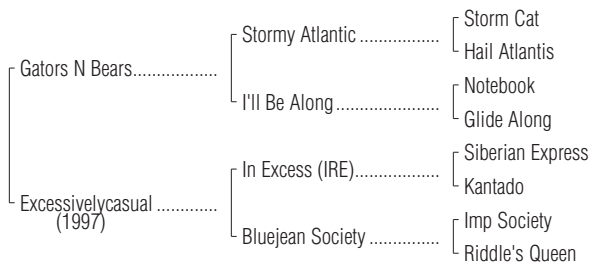 Storm Cat
Stormy Atlantic ..................
Hail Atlantis
Gators N Bears..................
Notebook
I'll Be Along.......................
Glide Along
Siberian Express
In Excess (IRE)...................
Kantado
Excessivelycasual .............
(1997)
Imp Society
Bluejean Society ................
Riddle's Queen